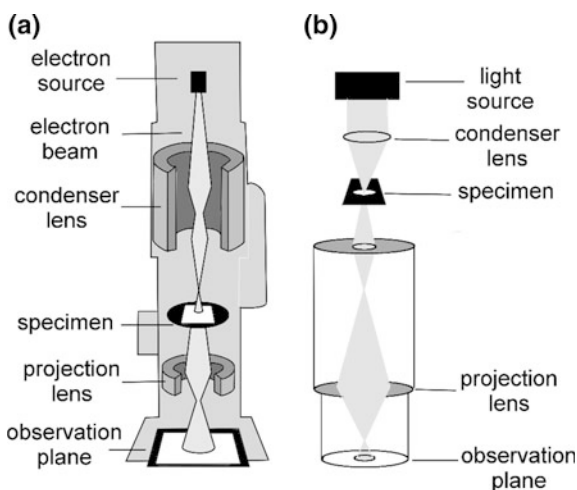 (a)
electron
source
electron
beam
condenser
lens
specimen
projection
lens
observation
plane
(b)
light
source
condenser
lens
specimen
projection
lens
observation
plane